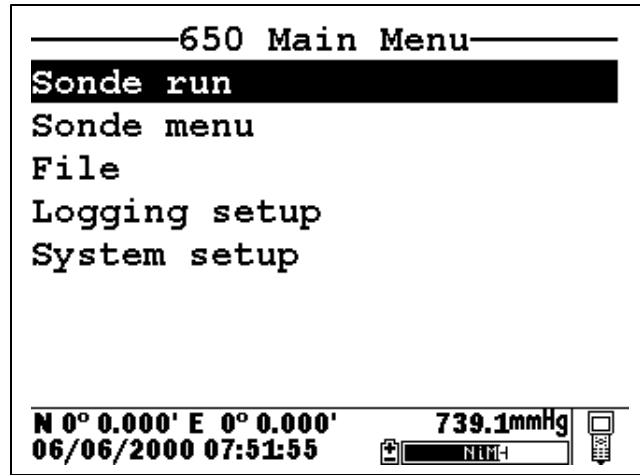 650 Main Menu
Sonde run
Sonde menu
File
Logging setup
System setup
N 0° 0.000' E 0° 0.000' 739.1mmHg
06/06/2000 07:51:55 NiMH